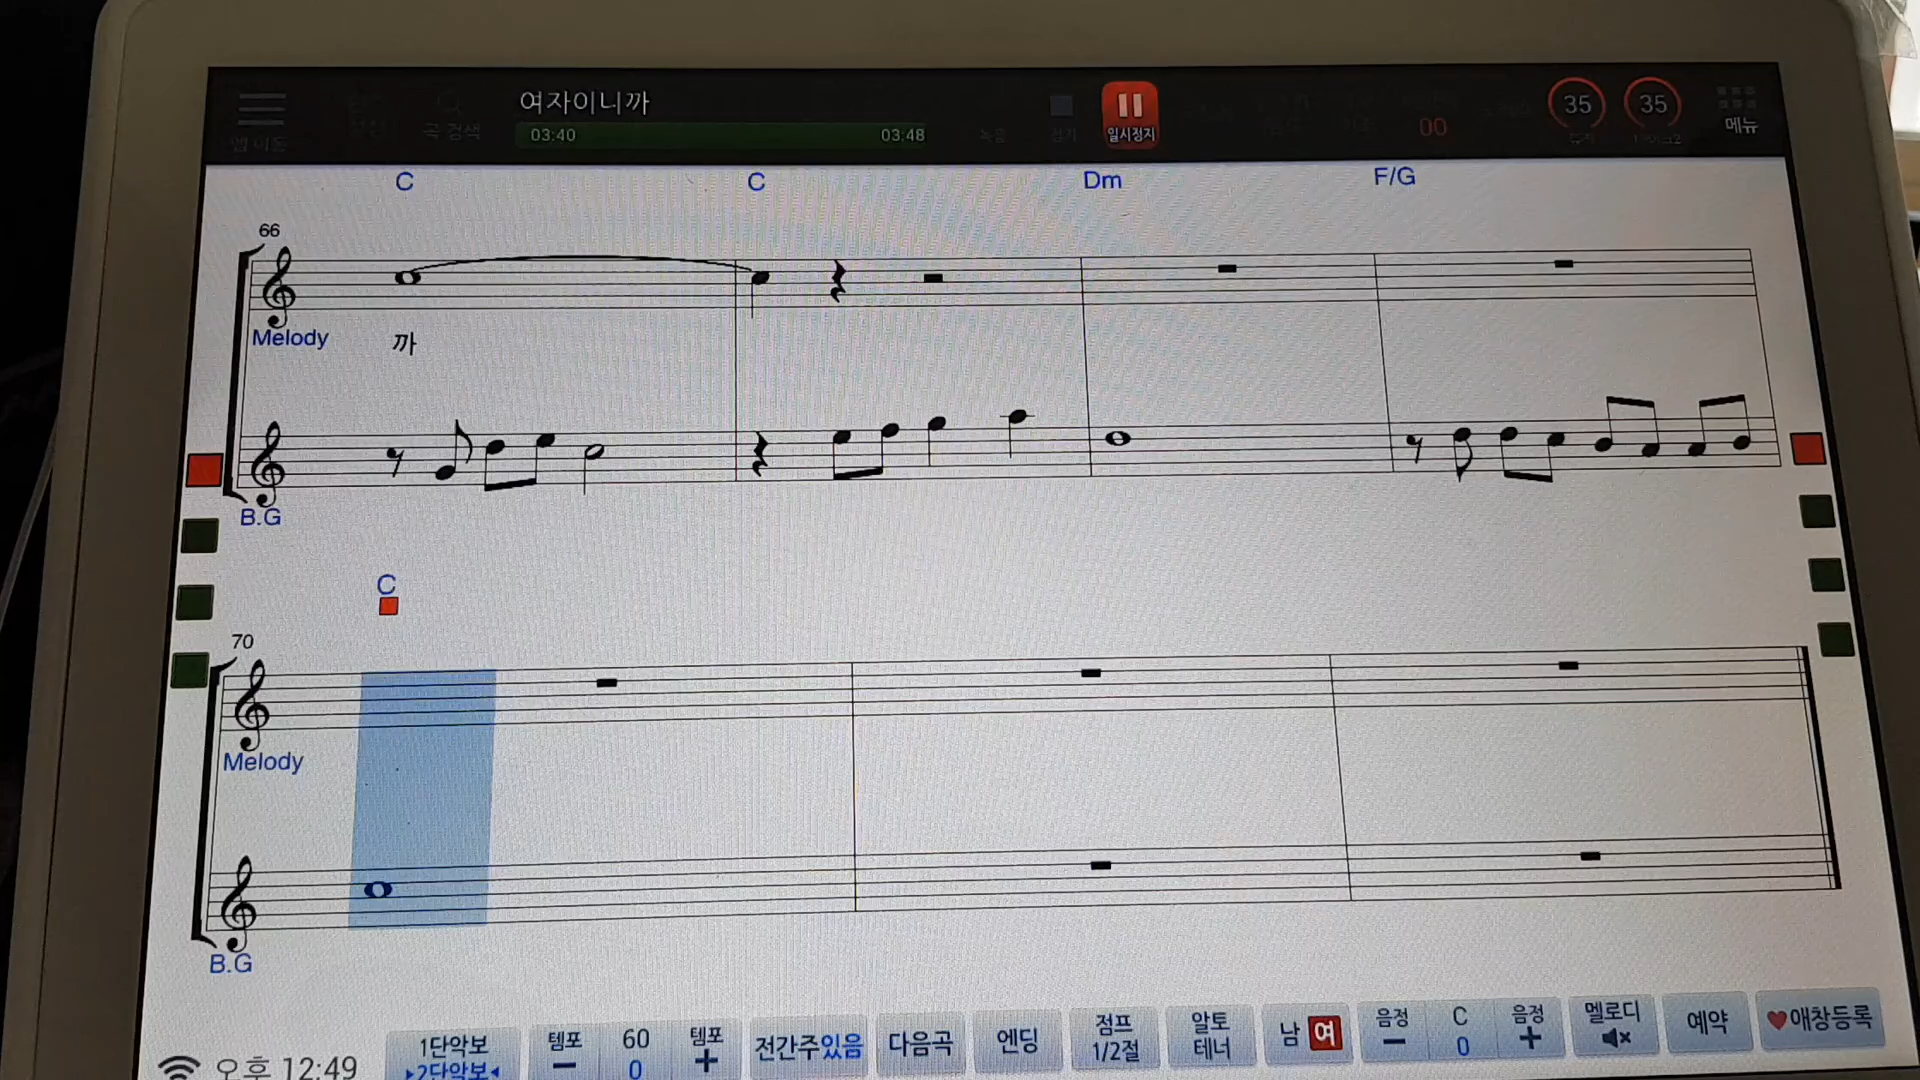 여자이니까
곡 검색
03:40
03:48
일시정지
00
35
35
메뉴
C
C
Dm
F/G
66
Melody
까
B.G
C
70
Melody
B.G
오후 12:49
1단악보
▸2단악보◂
템포
−
60
0
템포
+
전간주있음
다음곡
엔딩
점프
1/2절
알토
테너
남 여
음정
−
C
0
음정
+
멜로디
예약
애창등록